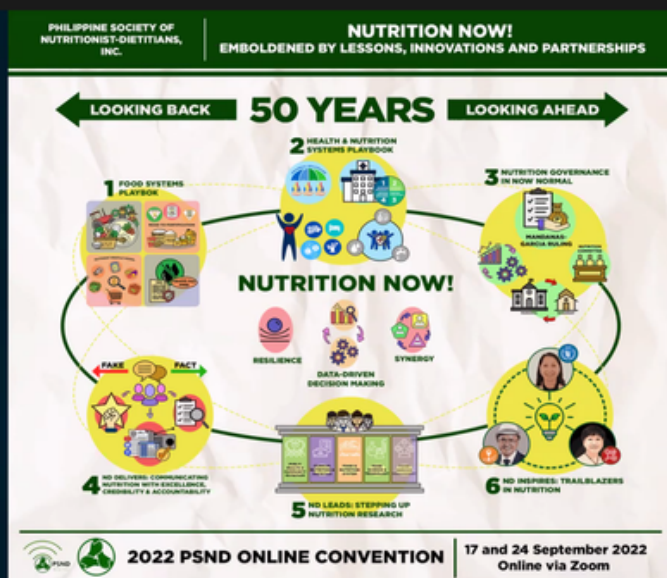 PHILIPPINE SOCIETY OF
NUTRITIONIST-DIETITIANS,
INC.
NUTRITION NOW!
EMBOLDENED BY LESSONS, INNOVATIONS AND PARTNERSHIPS
LOOKING BACK
50 YEARS
LOOKING AHEAD
1 FOOD SYSTEMS
PLAYBOK
2 HEALTH & NUTRITION
SYSTEMS PLAYBOOK
3 NUTRITION GOVERNANCE
IN NOW NORMAL
MANDANAS-
GARCIA RULING
NUTRITION
COMMITTEE
NUTRITION NOW!
RESILIENCE
DATA-DRIVEN
DECISION MAKING
SYNERGY
FAKE
FACT
4 ND DELIVERS: COMMUNICATING
NUTRITION WITH EXCELLENCE,
CREDIBILITY & ACCOUNTABILITY
5 ND LEADS: STEPPING UP
NUTRITION RESEARCH
6 ND INSPIRES: TRAILBLAZERS
IN NUTRITION
PSND
2022 PSND ONLINE CONVENTION
17 and 24 September 2022
Online via Zoom